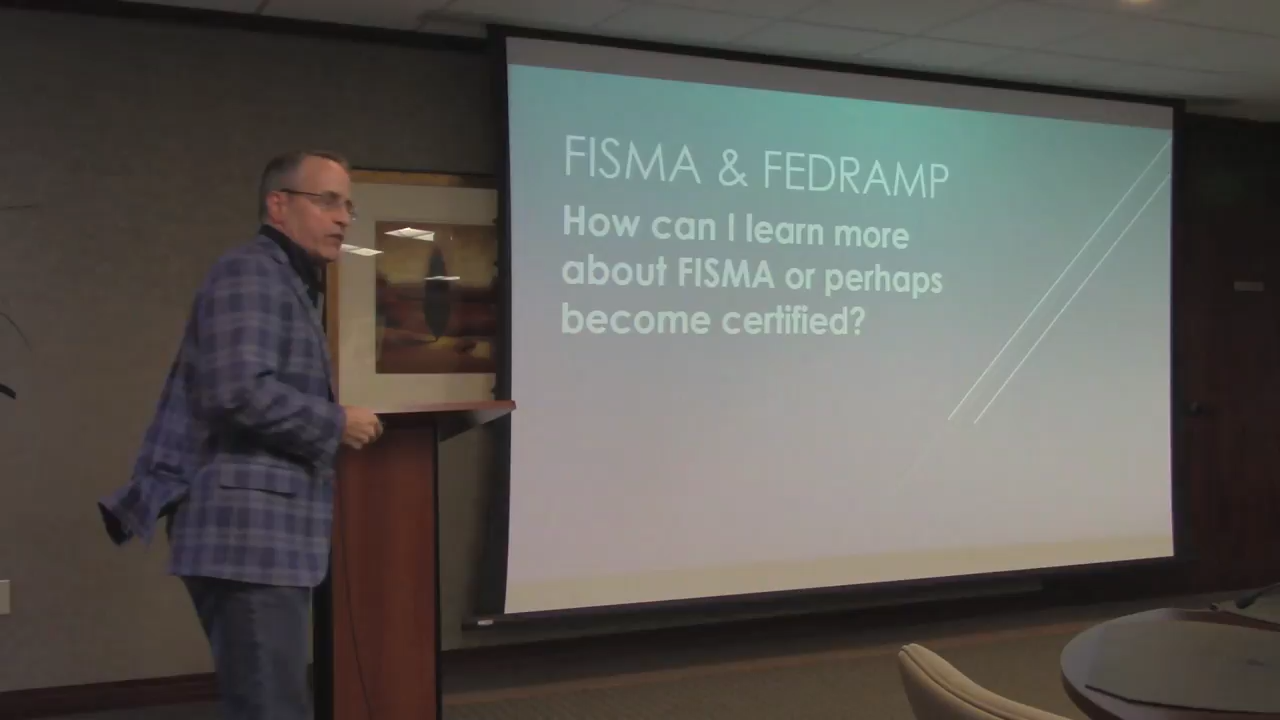 FISMA & FEDRAMP
How can I learn more
about FISMA or perhaps
become certified?